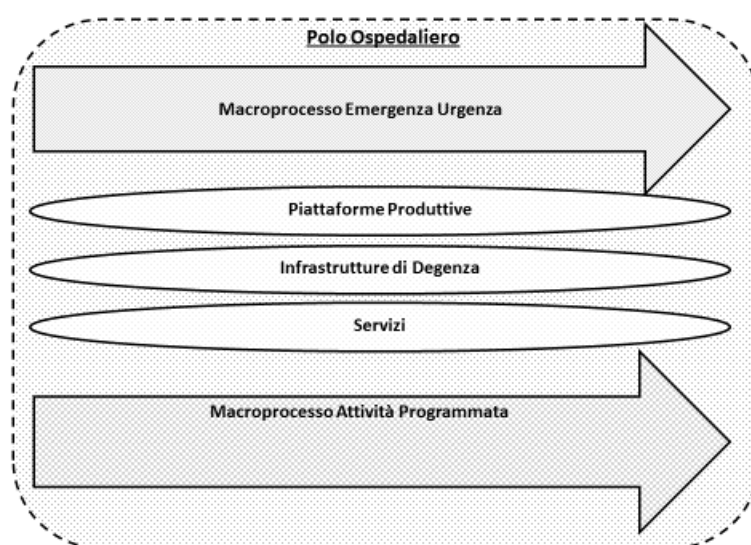 Polo Ospedaliero
Macroprocesso Emergenza Urgenza
Piattaforme Produttive
Infrastrutture di Degenza
Servizi
Macroprocesso Attività Programmata